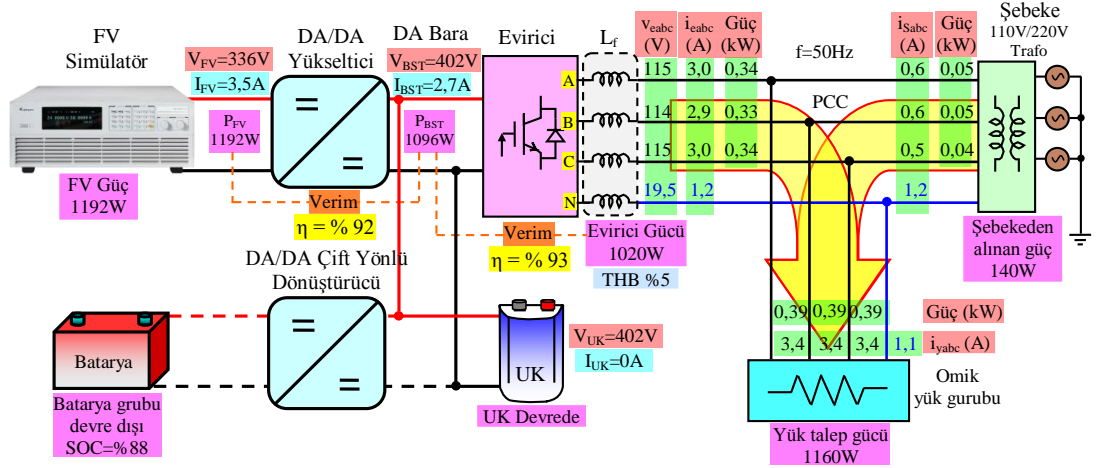 FV
Simülatör
V_FV=336V
I_FV=3,5A
P_FV
1192W
FV Güç
1192W
DA/DA
Yükseltici
Verim
η = % 92
DA Bara
V_BST=402V
I_BST=2,7A
P_BST
1096W
Evirici
A
B
C
N
Verim
η = % 93
L_f
Evirici Gücü
1020W
THB %5
v_eabc (V)
i_eabc (A)
Güç (kW)
115 3,0 0,34
114 2,9 0,33
115 3,0 0,34
19,5 1,2
f=50Hz
PCC
i_Sabc (A)
Güç (kW)
0,6 0,05
0,6 0,05
0,5 0,04
1,2
Şebeke
110V/220V
Trafo
Şebekeden
alınan güç
140W
DA/DA Çift Yönlü
Dönüştürücü
Batarya
Batarya grubu
devre dışı
SOC=%88
UK
V_UK=402V
I_UK=0A
UK Devrede
0,39 0,39 0,39 Güç (kW)
3,4 3,4 3,4 1,1 i_yabc (A)
Omik
yük gurubu
Yük talep gücü
1160W